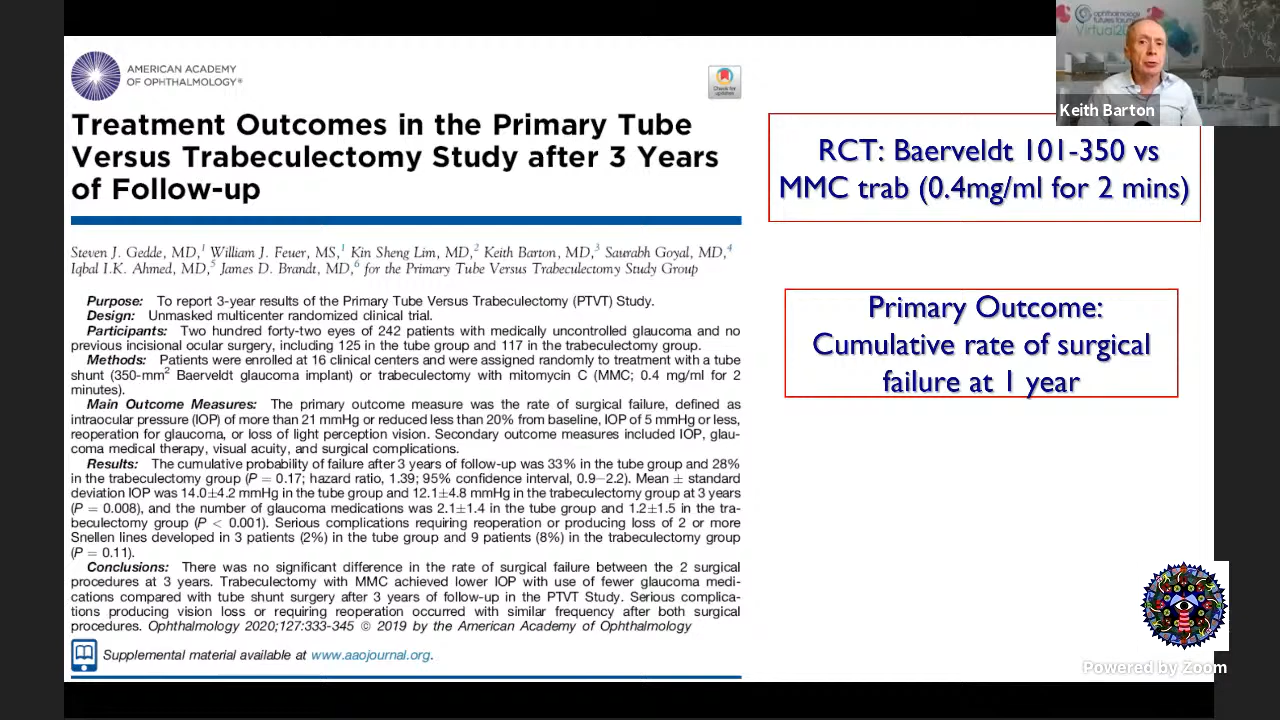 AMERICAN ACADEMY
OF OPHTHALMOLOGY®
Check for
updates
Treatment Outcomes in the Primary Tube
Versus Trabeculectomy Study after 3 Years
of Follow-up
Steven J. Gedde, MD,1 William J. Feuer, MS,1 Kin Sheng Lim, MD,2 Keith Barton, MD,3 Saurabh Goyal, MD,4
Iqbal I.K. Ahmed, MD,5 James D. Brandt, MD,6 for the Primary Tube Versus Trabeculectomy Study Group
Purpose: To report 3-year results of the Primary Tube Versus Trabeculectomy (PTVT) Study.
Design: Unmasked multicenter randomized clinical trial.
Participants: Two hundred forty-two eyes of 242 patients with medically uncontrolled glaucoma and no
previous incisional ocular surgery, including 125 in the tube group and 117 in the trabeculectomy group.
Methods: Patients were enrolled at 16 clinical centers and were assigned randomly to treatment with a tube
shunt (350-mm2 Baerveldt glaucoma implant) or trabeculectomy with mitomycin C (MMC; 0.4 mg/ml for 2
minutes).
Main Outcome Measures: The primary outcome measure was the rate of surgical failure, defined as
intraocular pressure (IOP) of more than 21 mmHg or reduced less than 20% from baseline, IOP of 5 mmHg or less,
reoperation for glaucoma, or loss of light perception vision. Secondary outcome measures included IOP, glau-
coma medical therapy, visual acuity, and surgical complications.
Results: The cumulative probability of failure after 3 years of follow-up was 33% in the tube group and 28%
in the trabeculectomy group (P = 0.17; hazard ratio, 1.39; 95% confidence interval, 0.9–2.2). Mean ± standard
deviation IOP was 14.0±4.2 mmHg in the tube group and 12.1±4.8 mmHg in the trabeculectomy group at 3 years
(P = 0.008), and the number of glaucoma medications was 2.1±1.4 in the tube group and 1.2±1.5 in the tra-
beculectomy group (P < 0.001). Serious complications requiring reoperation or producing loss of 2 or more
Snellen lines developed in 3 patients (2%) in the tube group and 9 patients (8%) in the trabeculectomy group
(P = 0.11).
Conclusions: There was no significant difference in the rate of surgical failure between the 2 surgical
procedures at 3 years. Trabeculectomy with MMC achieved lower IOP with use of fewer glaucoma medi-
cations compared with tube shunt surgery after 3 years of follow-up in the PTVT Study. Serious complica-
tions producing vision loss or requiring reoperation occurred with similar frequency after both surgical
procedures. Ophthalmology 2020;127:333-345 © 2019 by the American Academy of Ophthalmology
Supplemental material available at www.aaojournal.org.
RCT: Baerveldt 101-350 vs
MMC trab (0.4mg/ml for 2 mins)
Primary Outcome:
Cumulative rate of surgical
failure at 1 year
ophthalmology
futures forum
Keith Barton
Powered by Zoom